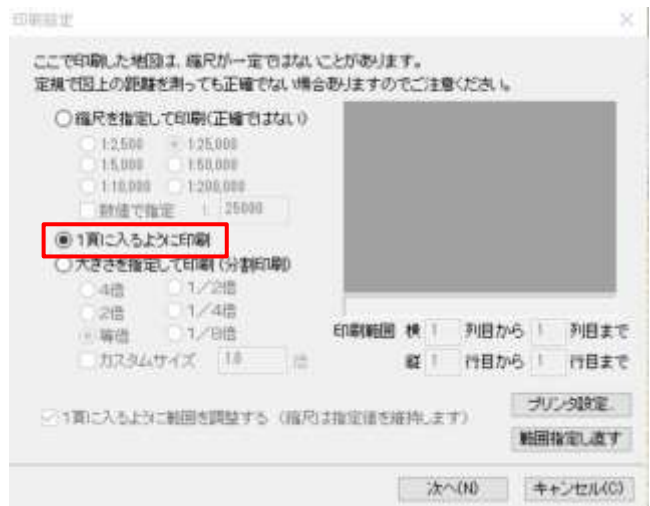 印刷設定
ここで印刷した地図は、縮尺が一定ではないことがあります。
定規で図上の距離を測っても正確でない場合がありますのでご注意ください。
縮尺を指定して印刷(正確ではない)
1:2,500 1:25,000
1:5,000 1:50,000
1:10,000 1:200,000
数値で指定 1: 25000
1頁に入るように印刷
大きさを指定して印刷(分割印刷)
4倍 1/2倍
2倍 1/4倍
等倍 1/8倍
カスタムサイズ 1.0 倍
印刷範囲 横 1 列目から 1 列目まで
縦 1 行目から 1 行目まで
1頁に入るように範囲を調整する (縮尺は指定値を維持します)
プリンタ設定...
範囲指定し直す
次へ(N) キャンセル(C)